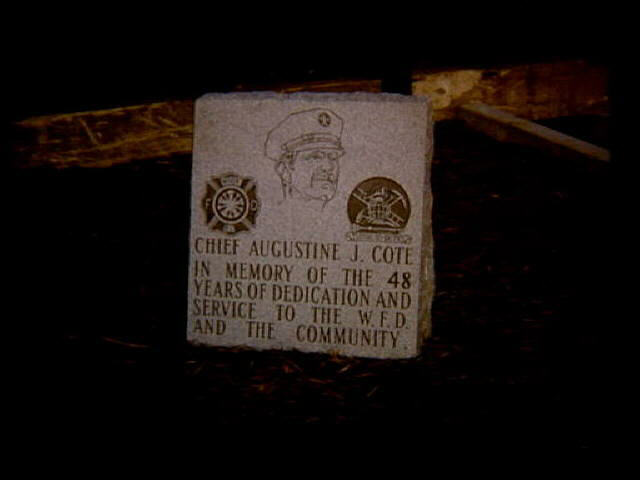 CHIEF AUGUSTINE J. COTE
IN MEMORY OF THE 48
YEARS OF DEDICATION AND
SERVICE TO THE W.F.D.
AND THE COMMUNITY.